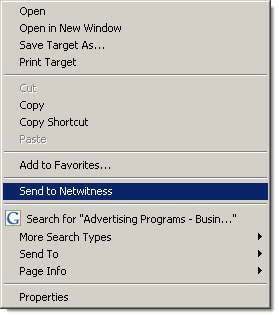 Open
Open in New Window
Save Target As...
Print Target
Cut
Copy
Copy Shortcut
Paste
Add to Favorites...
Send to Netwitness
G Search for "Advertising Programs - Busin..."
More Search Types
Send To
Page Info
Properties